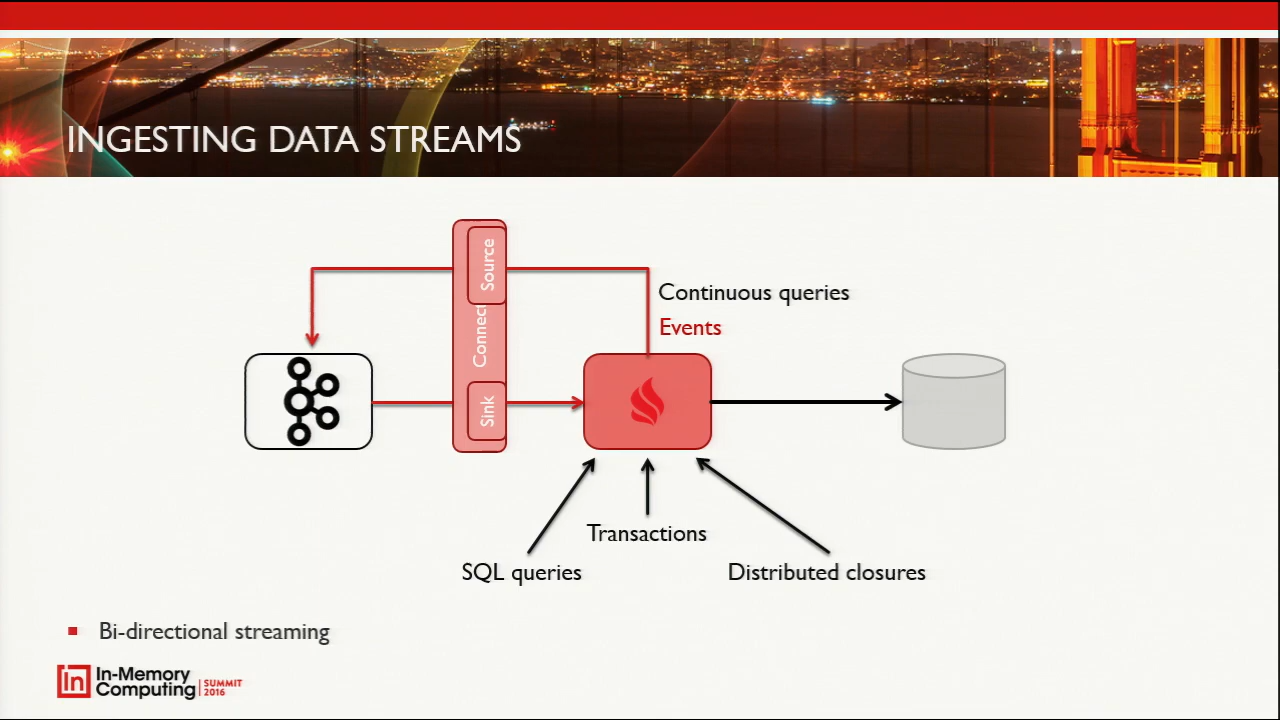 INGESTING DATA STREAMS
Source
Connect
Sink
Continuous queries
Events
Transactions
SQL queries
Distributed closures
Bi-directional streaming
in In-Memory
Computing
SUMMIT
2016